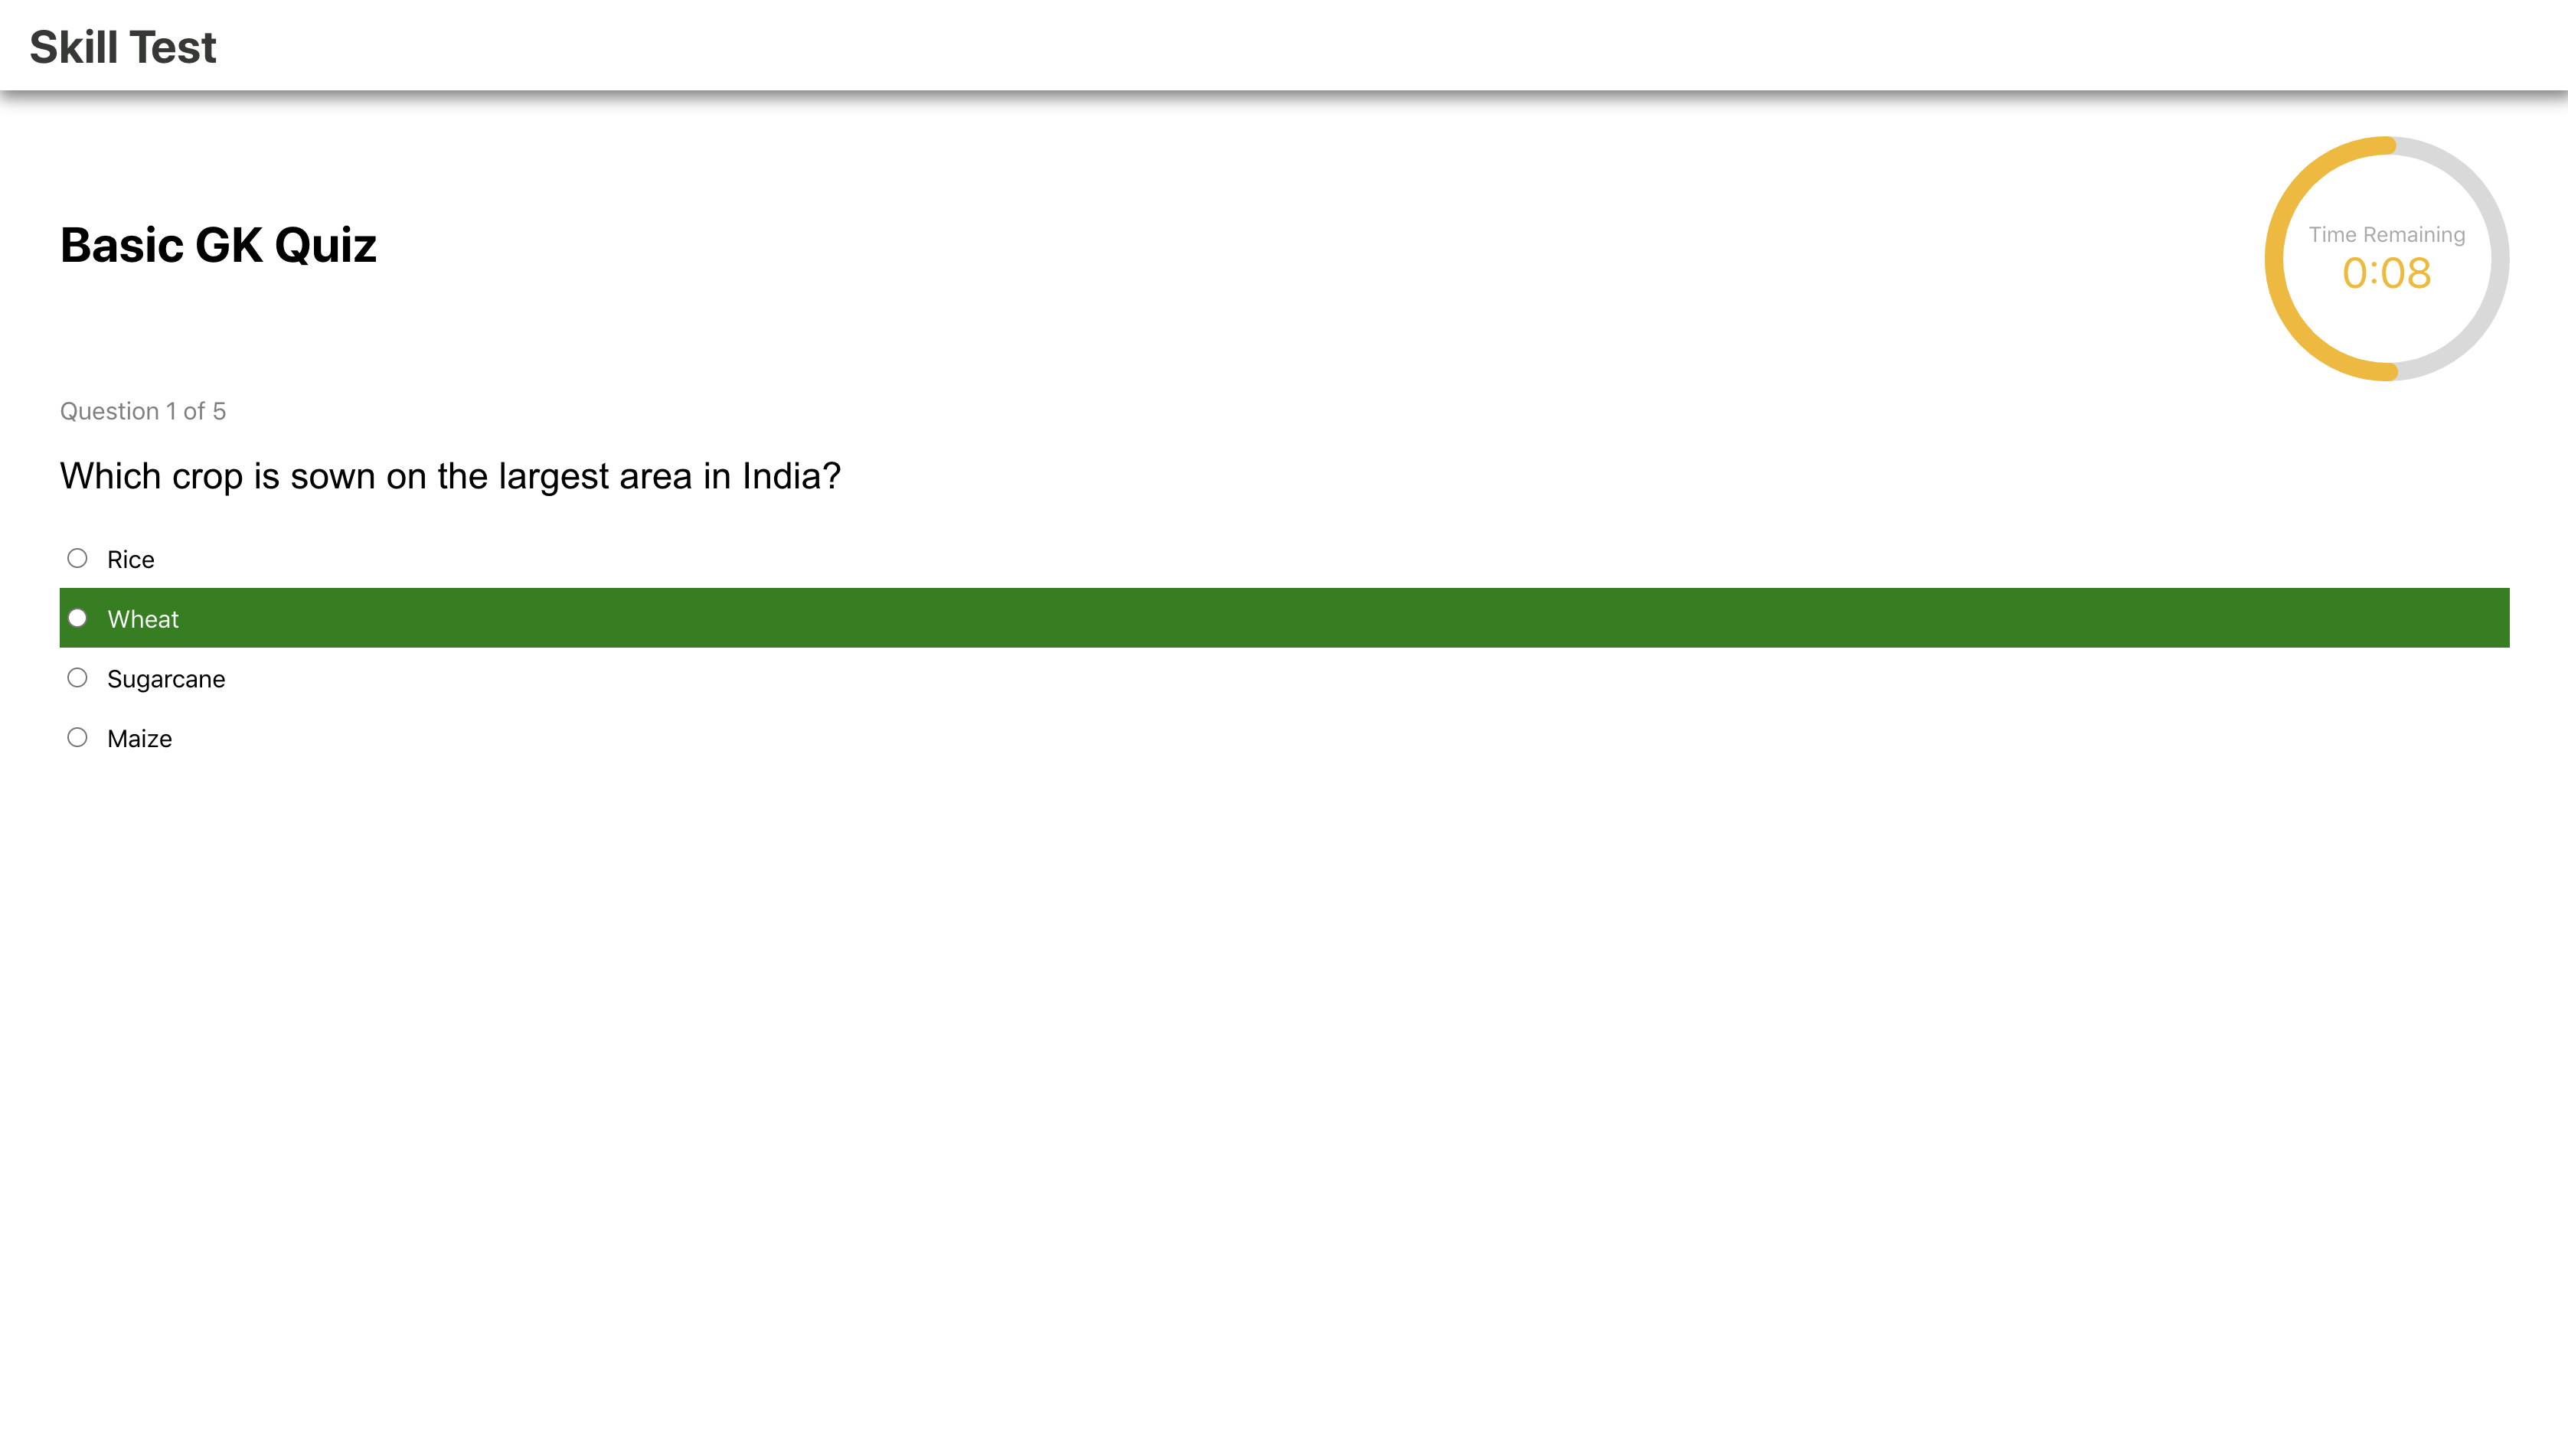 Skill Test
Basic GK Quiz
Time Remaining
0:08
Question 1 of 5
Which crop is sown on the largest area in India?
Rice
Wheat
Sugarcane
Maize